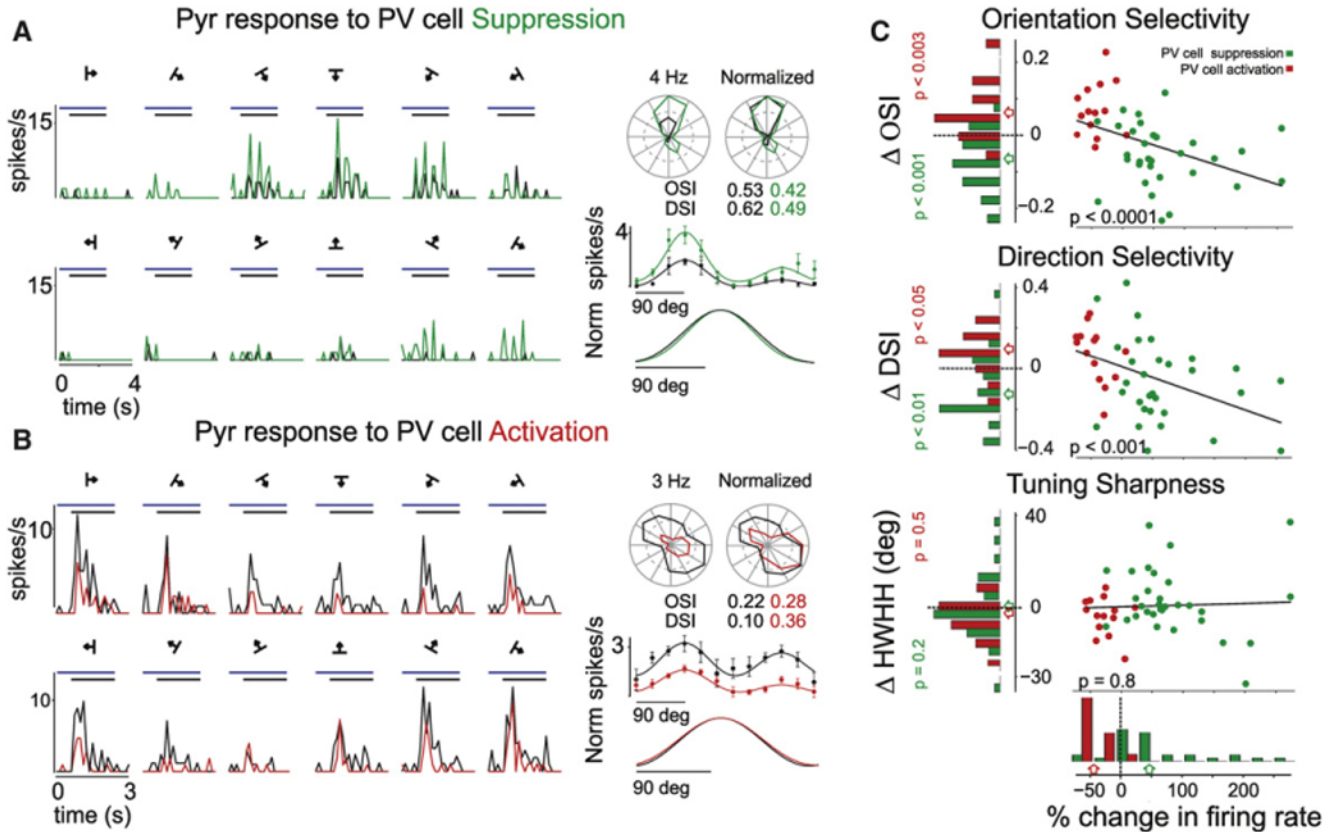 A Pyr response to PV cell Suppression
spikes/s
15
15
0 4
time (s)
4 Hz Normalized
OSI 0.53 0.42
DSI 0.62 0.49
4
Norm spikes/s
90 deg
90 deg
B Pyr response to PV cell Activation
spikes/s
10
10
0 3
time (s)
3 Hz Normalized
OSI 0.22 0.28
DSI 0.10 0.36
3
Norm spikes/s
90 deg
90 deg
C Orientation Selectivity
PV cell suppression
PV cell activation
p < 0.003
p < 0.001
Δ OSI
0.2
0
−0.2
p < 0.0001
Direction Selectivity
p < 0.05
p < 0.01
Δ DSI
0.4
0
−0.4
p < 0.001
Tuning Sharpness
p = 0.5
p = 0.2
Δ HWHH (deg)
40
0
−30
p = 0.8
−50 0 100 200
% change in firing rate